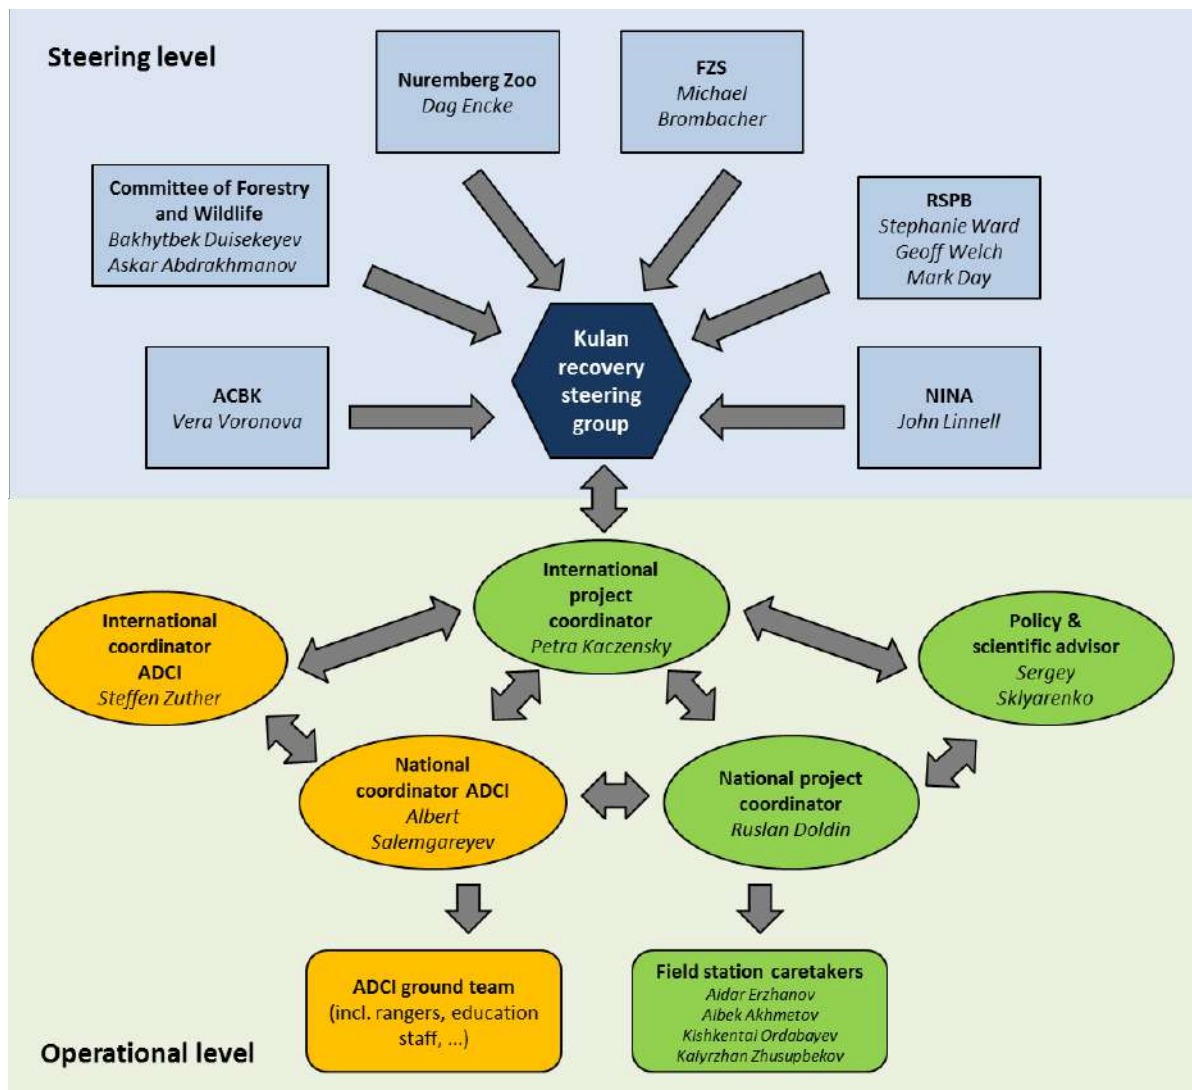 Steering level
Nuremberg Zoo
Dag Encke
FZS
Michael
Brombacher
Committee of Forestry
and Wildlife
Bakhytbek Duisekeyev
Askar Abdrakhmanov
RSPB
Stephanie Ward
Geoff Welch
Mark Day
Kulan
recovery
steering
group
ACBK
Vera Voronova
NINA
John Linnell
International
project
coordinator
Petra Kaczensky
International
coordinator
ADCI
Steffen Zuther
Policy &
scientific advisor
Sergey
Sklyarenko
National
coordinator ADCI
Albert
Salemgareyev
National project
coordinator
Ruslan Doldin
ADCI ground team
(incl. rangers, education
staff, ...)
Field station caretakers
Aidar Erzhanov
Albek Akhmetov
Kishkentai Ordabayev
Kalyrzhan Zhusupbekov
Operational level